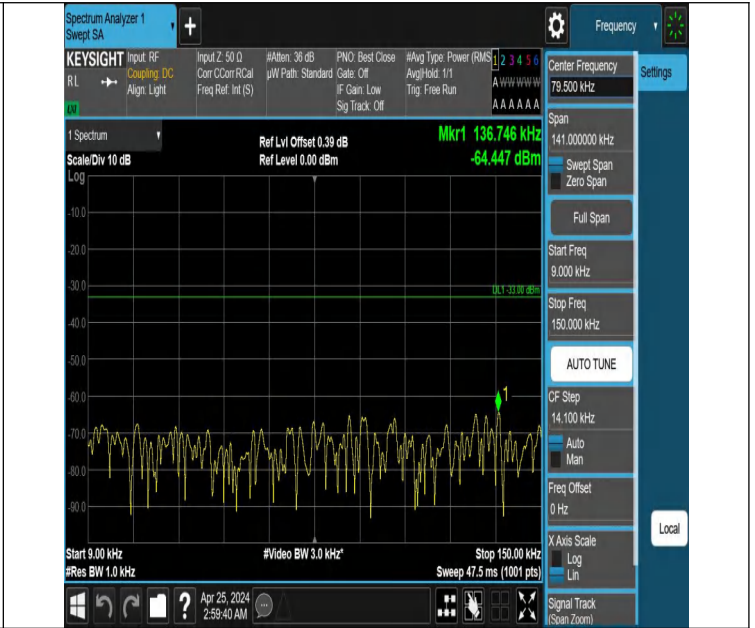 Spectrum Analyzer 1
Swept SA
+
Frequency
KEYSIGHT
RL
LXI
Input: RF
Coupling: DC
Align: Light
Input Z: 50 Ω
Corr CCorr RCal
Freq Ref: Int (S)
#Atten: 36 dB
µW Path: Standard
PNO: Best Close
Gate: Off
IF Gain: Low
Sig Track: Off
#Avg Type: Power (RMS
Avg|Hold: 1/1
Trig: Free Run
1 2 3 4 5 6
A W W W W W
A A A A A A
1 Spectrum
Scale/Div 10 dB
Log
Ref Lvl Offset 0.39 dB
Ref Level 0.00 dBm
Mkr1 136.746 kHz
-64.447 dBm
-10.0
-20.0
-30.0
DL1 -33.00 dBm
-40.0
-50.0
-60.0
1
-70.0
-80.0
-90.0
Start 9.00 kHz
#Video BW 3.0 kHz*
Stop 150.00 kHz
#Res BW 1.0 kHz
Sweep 47.5 ms (1001 pts)
?
Apr 25, 2024
2:59:40 AM
Center Frequency
79.500 kHz
Span
141.000000 kHz
Swept Span
Zero Span
Full Span
Start Freq
9.000 kHz
Stop Freq
150.000 kHz
AUTO TUNE
CF Step
14.100 kHz
Auto
Man
Freq Offset
0 Hz
X Axis Scale
Log
Lin
Signal Track
(Span Zoom)
Settings
Local